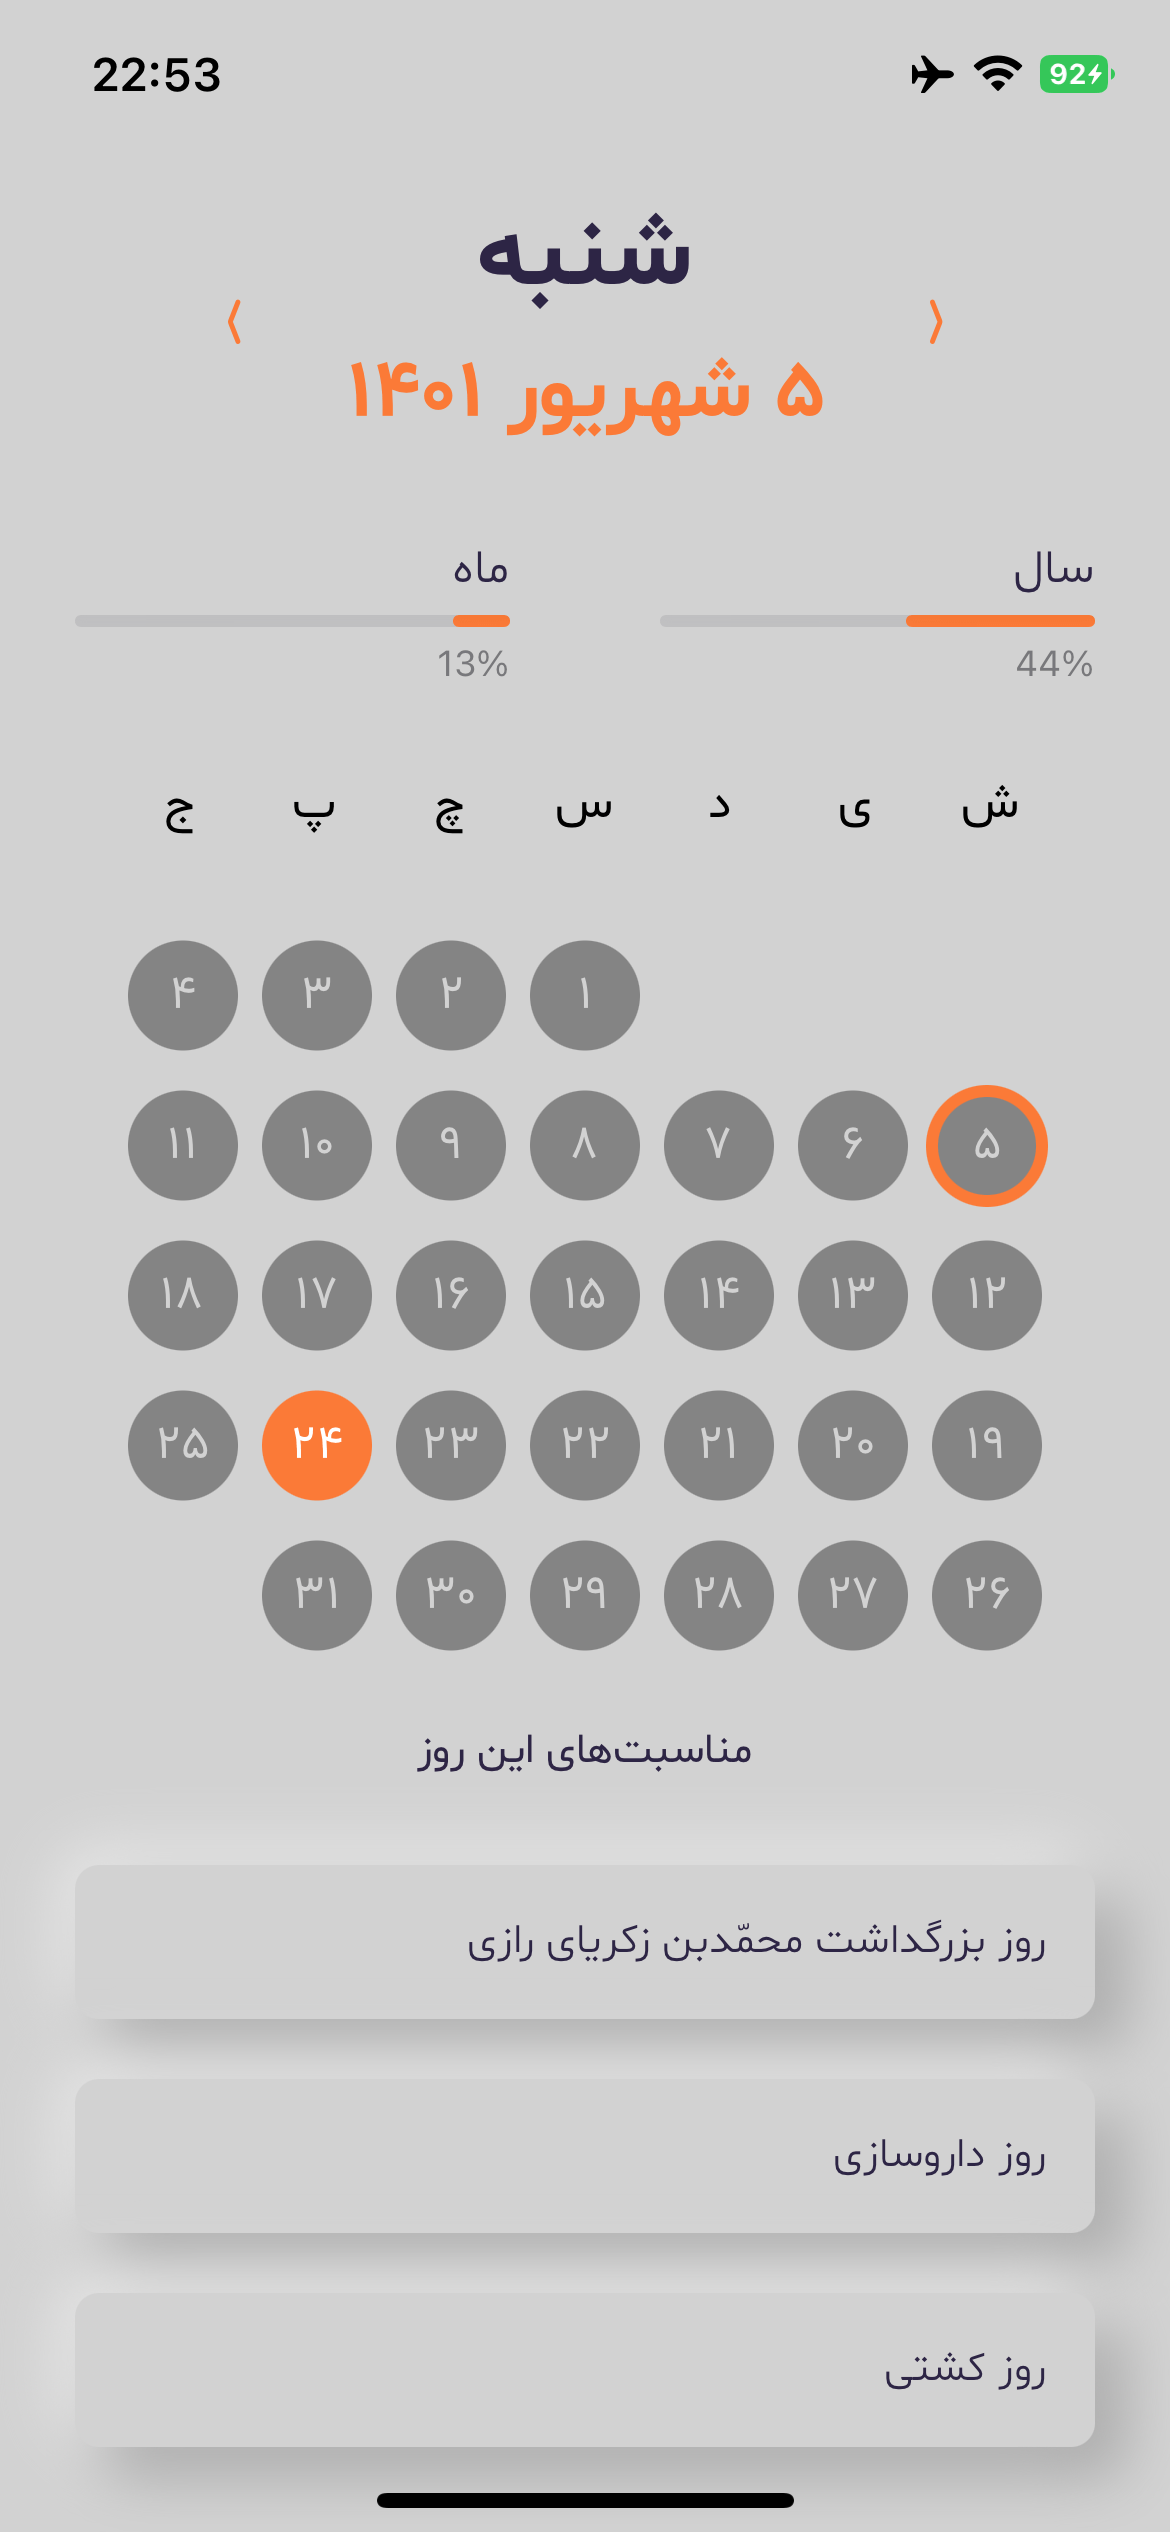 22:53 92
شنبه
۵ شهریور ۱۴۰۱
سال ماه
44% 13%
ش ی د س چ پ ج
۱ ۲ ۳ ۴
۵ ۶ ۷ ۸ ۹ ۱۰ ۱۱
۱۲ ۱۳ ۱۴ ۱۵ ۱۶ ۱۷ ۱۸
۱۹ ۲۰ ۲۱ ۲۲ ۲۳ ۲۴ ۲۵
۲۶ ۲۷ ۲۸ ۲۹ ۳۰ ۳۱
مناسبت‌های این روز
روز بزرگداشت محمّدبن زکریای رازی
روز داروسازی
روز کشتی